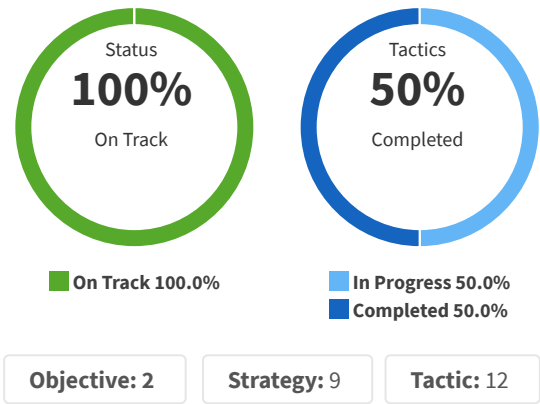 Status
100%
On Track
Tactics
50%
Completed
On Track 100.0%
In Progress 50.0%
Completed 50.0%
Objective: 2
Strategy: 9
Tactic: 12